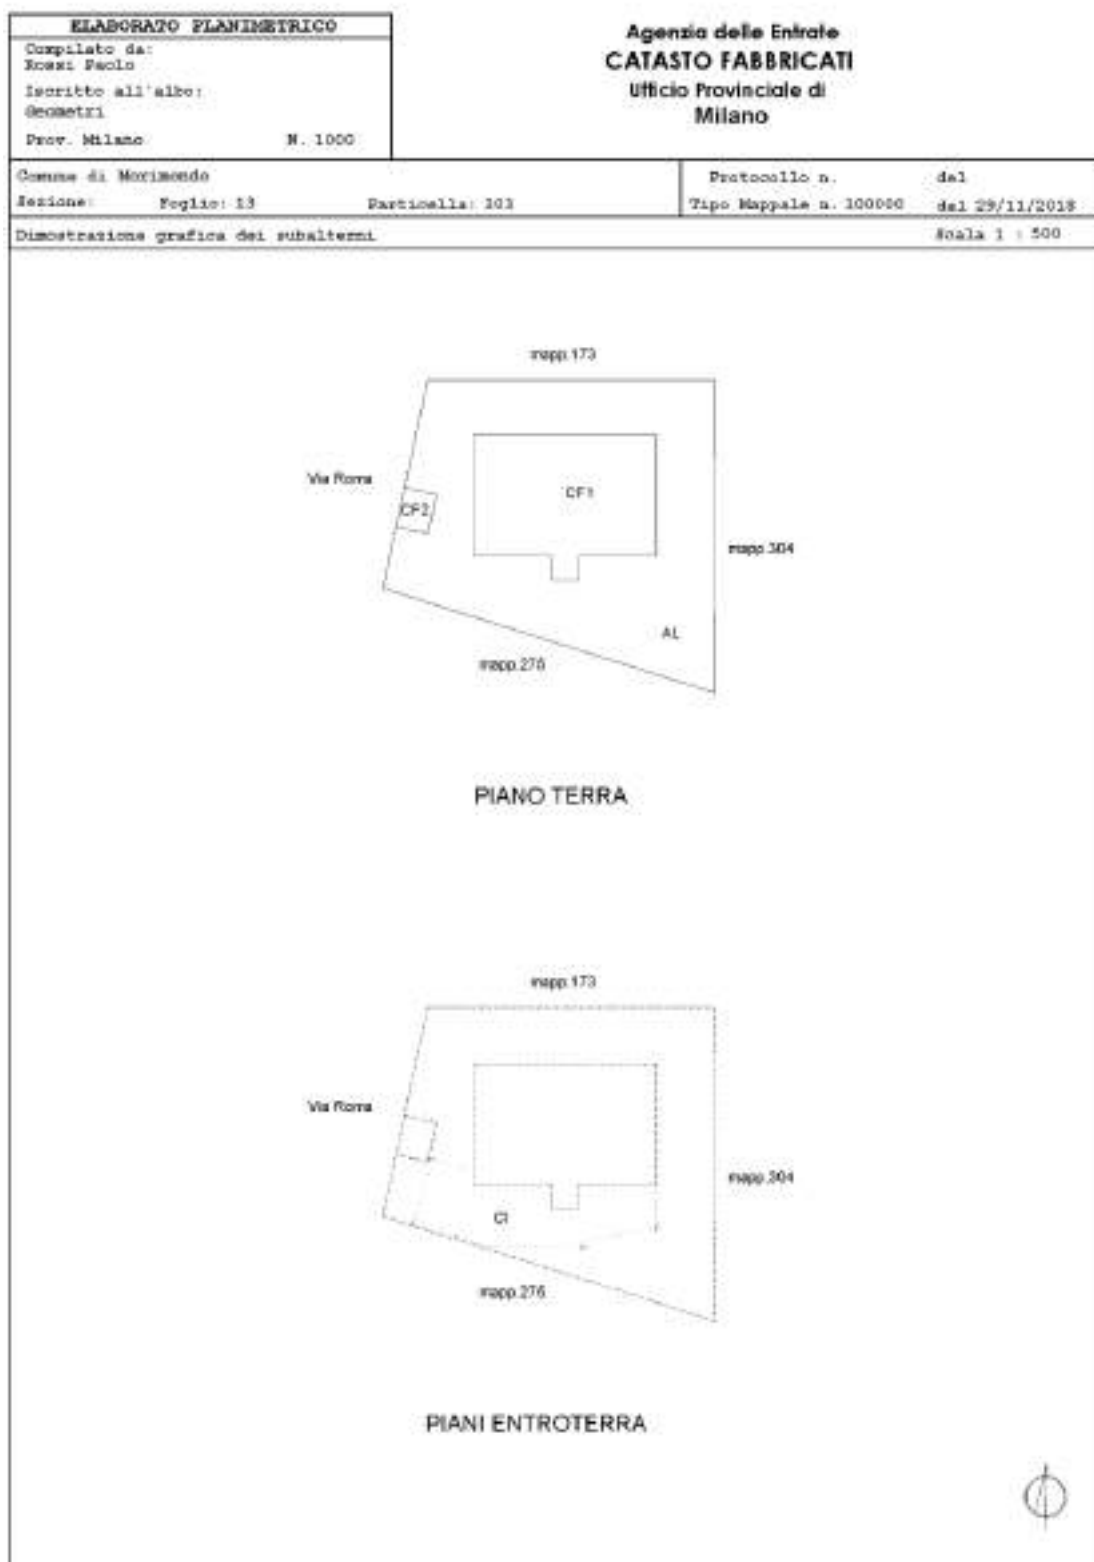 ELABORATO PLANIMETRICO
Compilato da:
Rossi Paolo
Iscritto all'albo:
Geometri
Prov. Milano N. 1000
Agenzia delle Entrate
CATASTO FABBRICATI
Ufficio Provinciale di
Milano
Comune di Morimondo
Sezione: Foglio: 13 Particella: 303
Protocollo n. del
Tipo Mappale n. 100000 del 29/11/2018
Dimostrazione grafica dei subalterni
Scala 1 : 500
mapp.173
Via Roma
CF1
CF2
mapp.304
AL
mapp.276
PIANO TERRA
mapp.173
Via Roma
mapp.304
CI
mapp.276
PIANI ENTROTERRA